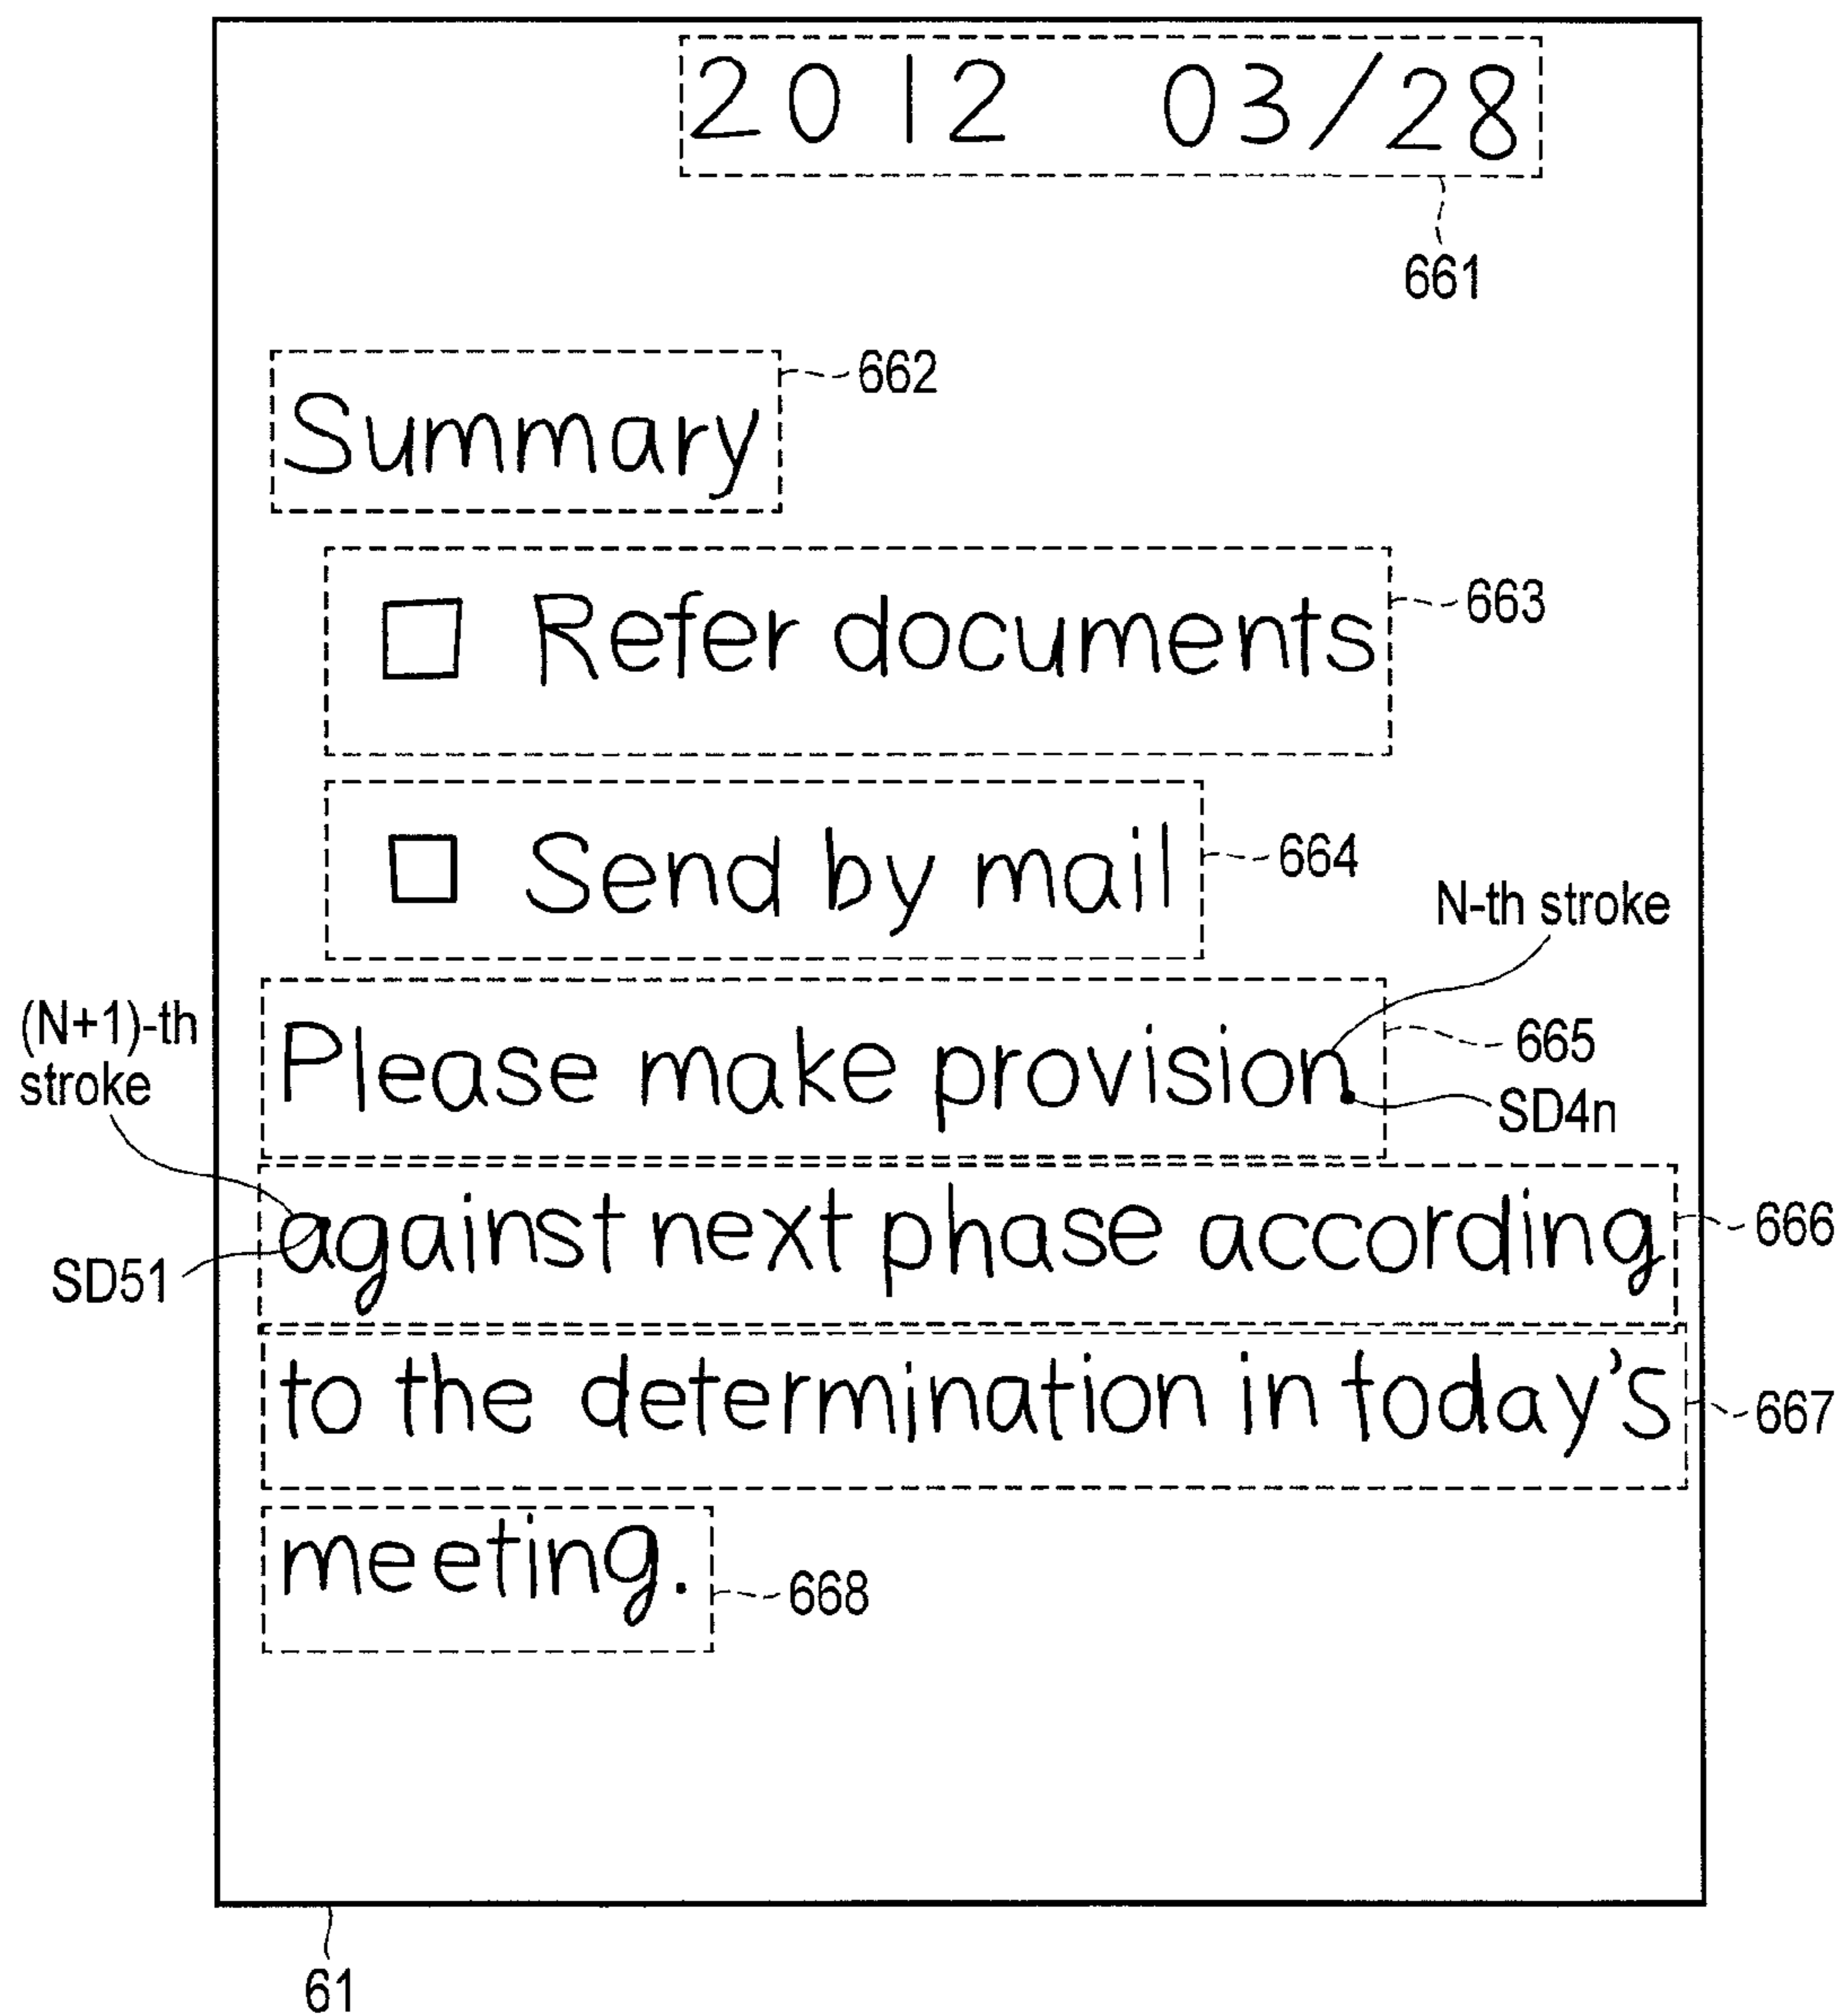 2012 03/28
661
662
Summary
☐ Refer documents
663
☐ Send by mail
664
N-th stroke
(N+1)-th
stroke
Please make provision
665
SD4n
against next phase according
666
SD51
to the determination in today's
667
meeting.
668
61